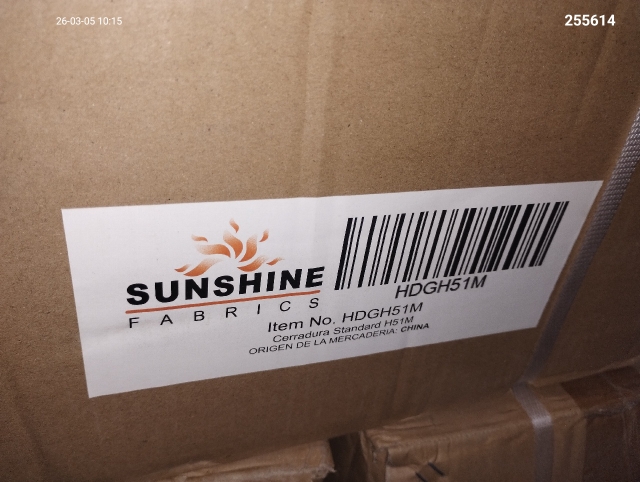 26-03-05 10:15
255614
SUNSHINE
FABRICS
HDGH51M
Item No. HDGH51M
Cerradura Standard H51M
ORIGEN DE LA MERCADERIA: CHINA